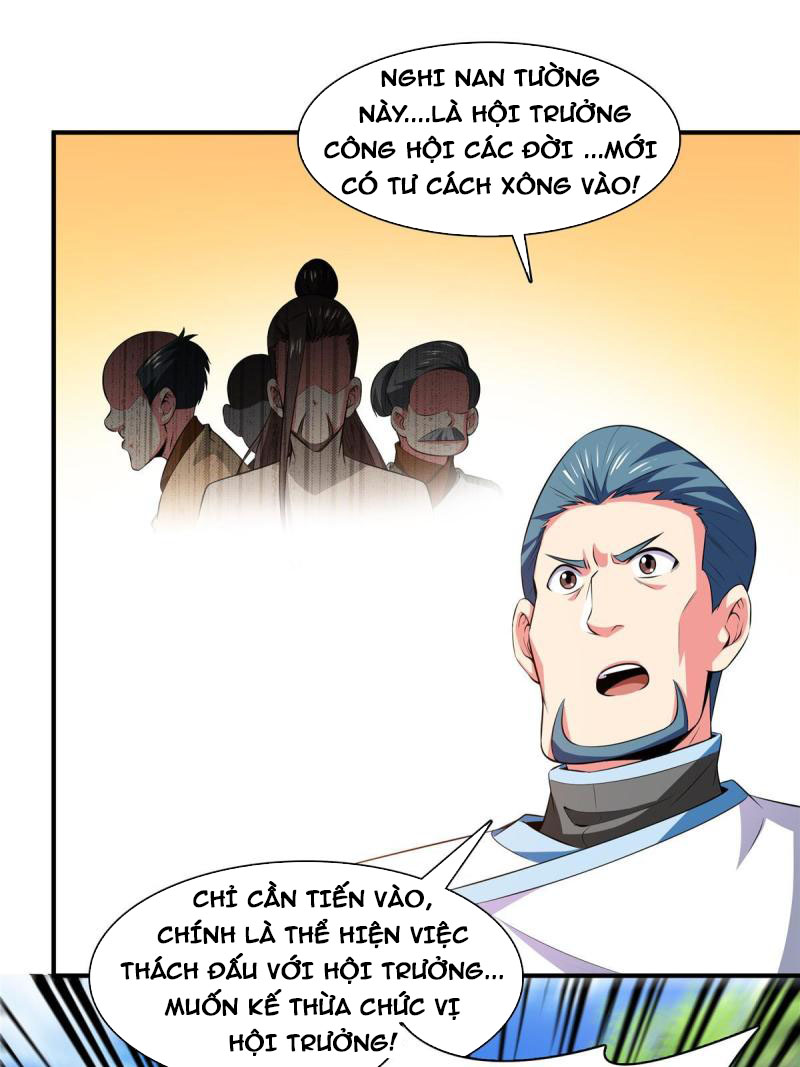 NGHI NAN TƯỜNG
NÀY....LÀ HỘI TRƯỞNG
CÔNG HỘI CÁC ĐỜI ...MỚI
CÓ TƯ CÁCH XÔNG VÀO!
CHỈ CẦN TIẾN VÀO,
CHÍNH LÀ THỂ HIỆN VIỆC
THÁCH ĐẤU VỚI HỘI TRƯỞNG...
MUỐN KẾ THỪA CHỨC VỊ
HỘI TRƯỞNG!